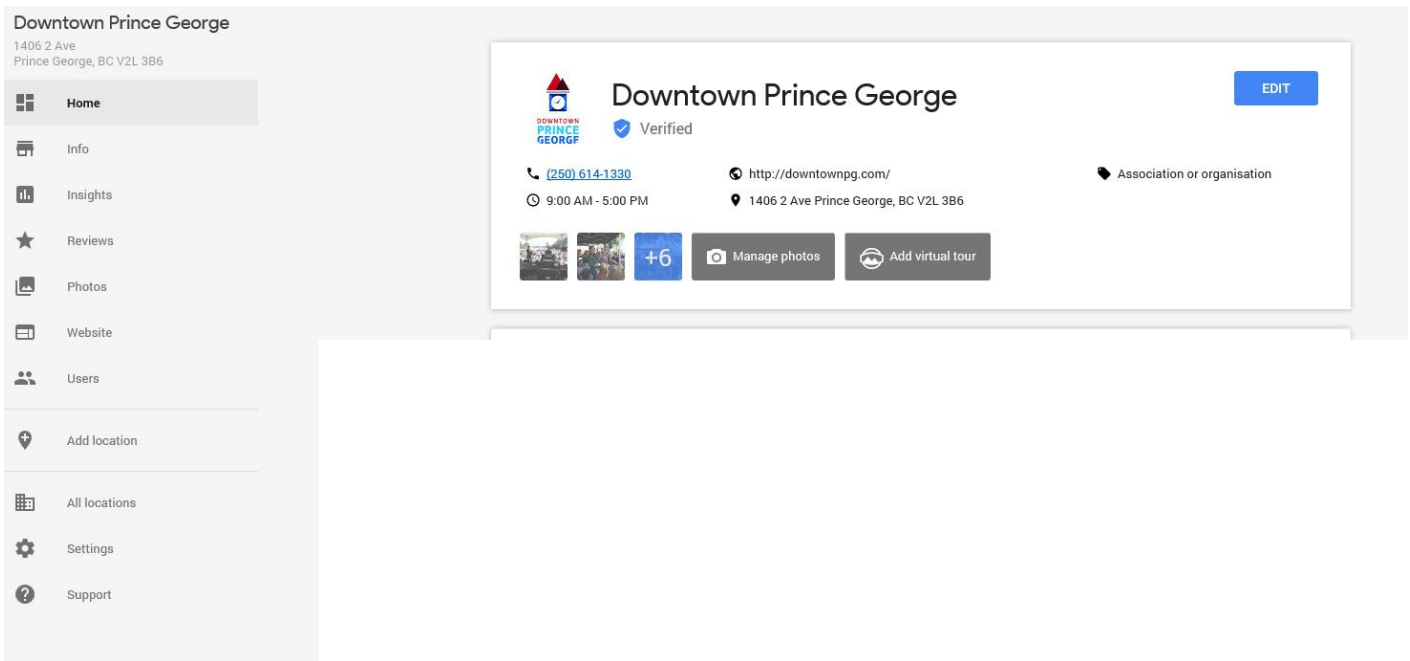 Downtown Prince George
1406 2 Ave
Prince George, BC V2L 3B6
Home
Info
Insights
Reviews
Photos
Website
Users
Add location
All locations
Settings
Support
DOWNTOWN
PRINCE
GEORGE
Downtown Prince George
Verified
EDIT
(250) 614-1330
http://downtownpg.com/
Association or organisation
9:00 AM - 5:00 PM
1406 2 Ave Prince George, BC V2L 3B6
+6
Manage photos
Add virtual tour